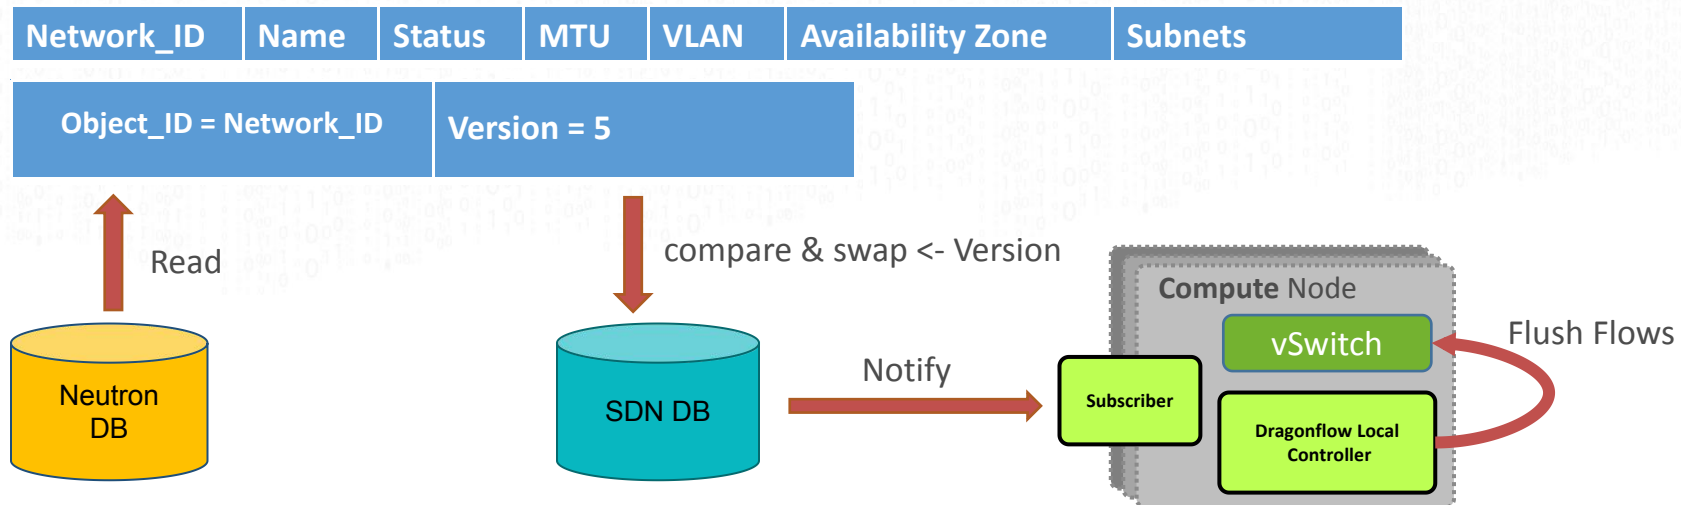 Network_ID Name Status MTU VLAN Availability Zone Subnets
Object_ID = Network_ID Version = 5
Read
compare & swap <- Version
Compute Node
vSwitch
Flush Flows
Neutron
DB
SDN DB
Notify
Subscriber
Dragonflow Local
Controller